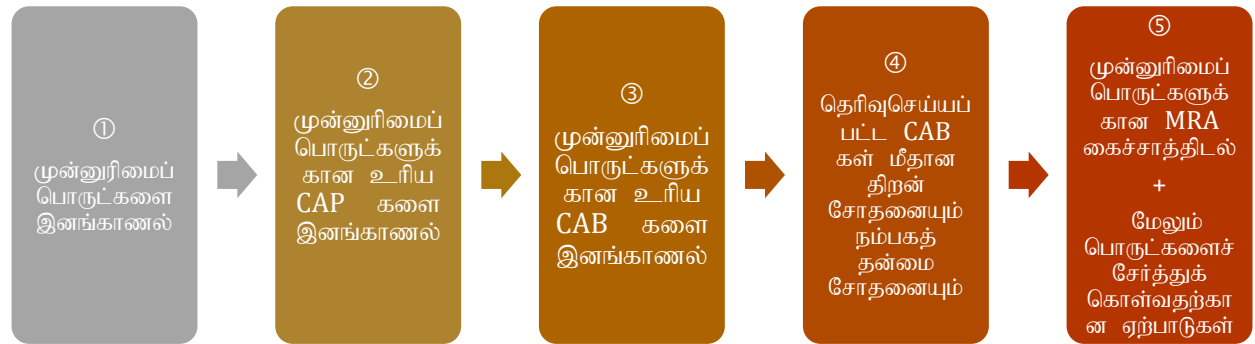 ①
முன்னுரிமைப்
பொருட்களை
இனங்காணல்
②
முன்னுரிமைப்
பொருட்களுக்
கான உரிய
CAP களை
இனங்காணல்
③
முன்னுரிமைப்
பொருட்களுக்
கான உரிய
CAB களை
இனங்காணல்
④
தெரிவுசெய்யப்
பட்ட CAB
கள் மீதான
திறன்
சோதனையும்
நம்பகத்
தன்மை
சோதனையும்
⑤
முன்னுரிமைப்
பொருட்களுக்
கான MRA
கைச்சாத்திடல்
+
மேலும்
பொருட்களைச்
சேர்த்துக்
கொள்வதற்கா
ன ஏற்பாடுகள்